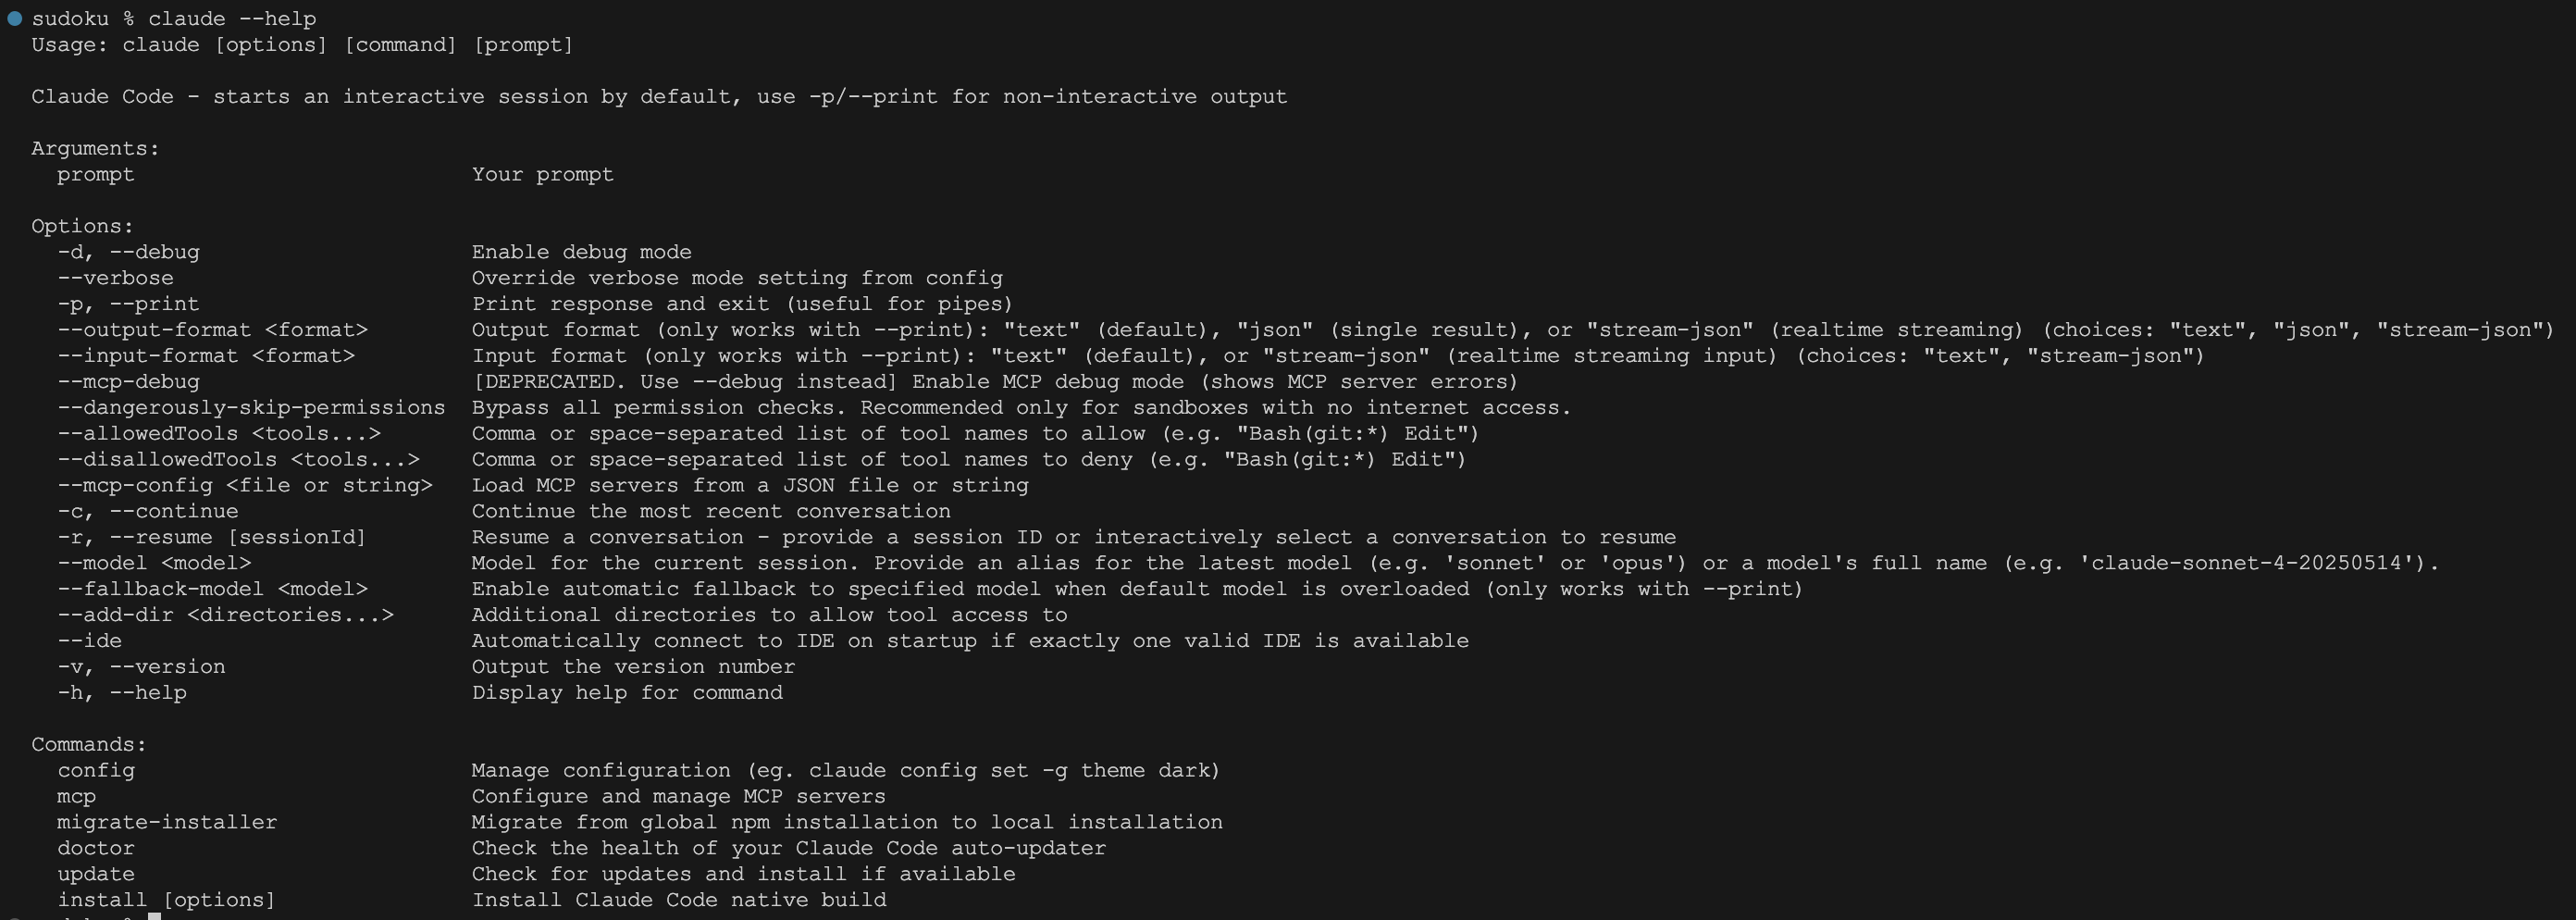 sudoku % claude --help
Usage: claude [options] [command] [prompt]
Claude Code - starts an interactive session by default, use -p/--print for non-interactive output
Arguments:
prompt Your prompt
Options:
-d, --debug Enable debug mode
--verbose Override verbose mode setting from config
-p, --print Print response and exit (useful for pipes)
--output-format <format> Output format (only works with --print): "text" (default), "json" (single result), or "stream-json" (realtime streaming) (choices: "text", "json", "stream-json")
--input-format <format> Input format (only works with --print): "text" (default), or "stream-json" (realtime streaming input) (choices: "text", "stream-json")
--mcp-debug [DEPRECATED. Use --debug instead] Enable MCP debug mode (shows MCP server errors)
--dangerously-skip-permissions Bypass all permission checks. Recommended only for sandboxes with no internet access.
--allowedTools <tools...> Comma or space-separated list of tool names to allow (e.g. "Bash(git:*) Edit")
--disallowedTools <tools...> Comma or space-separated list of tool names to deny (e.g. "Bash(git:*) Edit")
--mcp-config <file or string> Load MCP servers from a JSON file or string
-c, --continue Continue the most recent conversation
-r, --resume [sessionId] Resume a conversation - provide a session ID or interactively select a conversation to resume
--model <model> Model for the current session. Provide an alias for the latest model (e.g. 'sonnet' or 'opus') or a model's full name (e.g. 'claude-sonnet-4-20250514').
--fallback-model <model> Enable automatic fallback to specified model when default model is overloaded (only works with --print)
--add-dir <directories...> Additional directories to allow tool access to
--ide Automatically connect to IDE on startup if exactly one valid IDE is available
-v, --version Output the version number
-h, --help Display help for command
Commands:
config Manage configuration (eg. claude config set -g theme dark)
mcp Configure and manage MCP servers
migrate-installer Migrate from global npm installation to local installation
doctor Check the health of your Claude Code auto-updater
update Check for updates and install if available
install [options] Install Claude Code native build